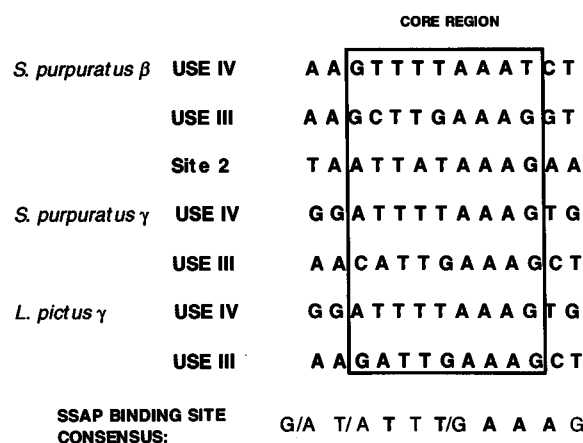 CORE REGION
S. purpuratus β USE IV A A G T T T T A A A T C T
USE III A A G C T T G A A A G G T
Site 2 T A A T T A T A A A G A A
S. purpuratus γ USE IV G G A T T T T A A A G T G
USE III A A C A T T G A A A G C T
L. pictus γ USE IV G G A T T T T A A A G T G
USE III A A G A T T G A A A G C T
SSAP BINDING SITE CONSENSUS: G/A T/A T T T/G A A A G